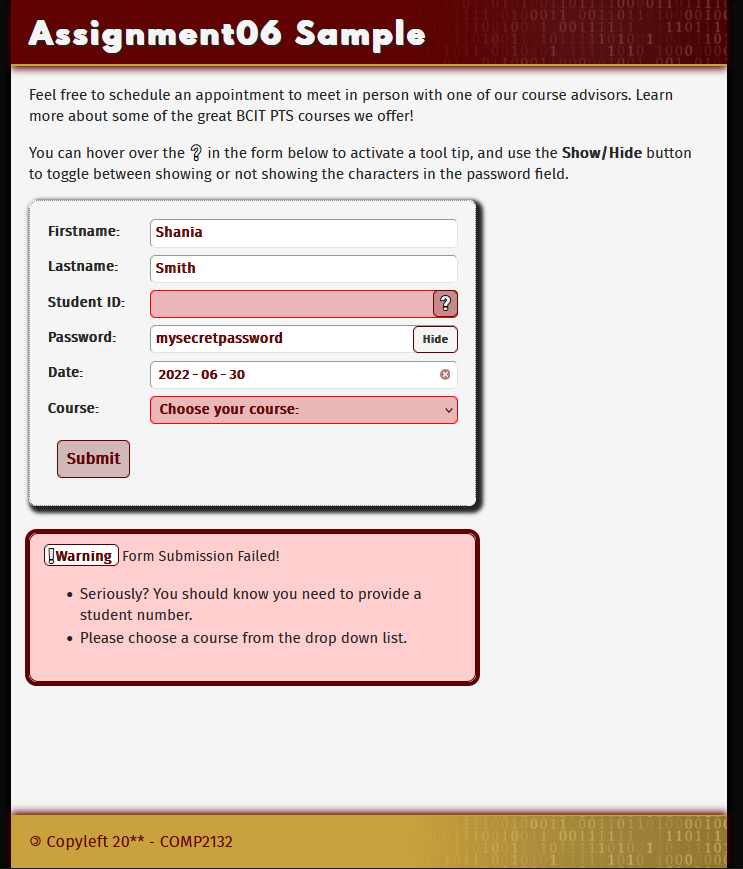 Assignment06 Sample
Feel free to schedule an appointment to meet in person with one of our course advisors. Learn
more about some of the great BCIT PTS courses we offer!
You can hover over the ? in the form below to activate a tool tip, and use the Show/Hide button
to toggle between showing or not showing the characters in the password field.
Firstname: Shania
Lastname: Smith
Student ID: ?
Password: mysecretpassword Hide
Date: 2022-06-30
Course: Choose your course:
Submit
!Warning Form Submission Failed!
• Seriously? You should know you need to provide a
student number.
• Please choose a course from the drop down list.
🄯 Copyleft 20** - COMP2132